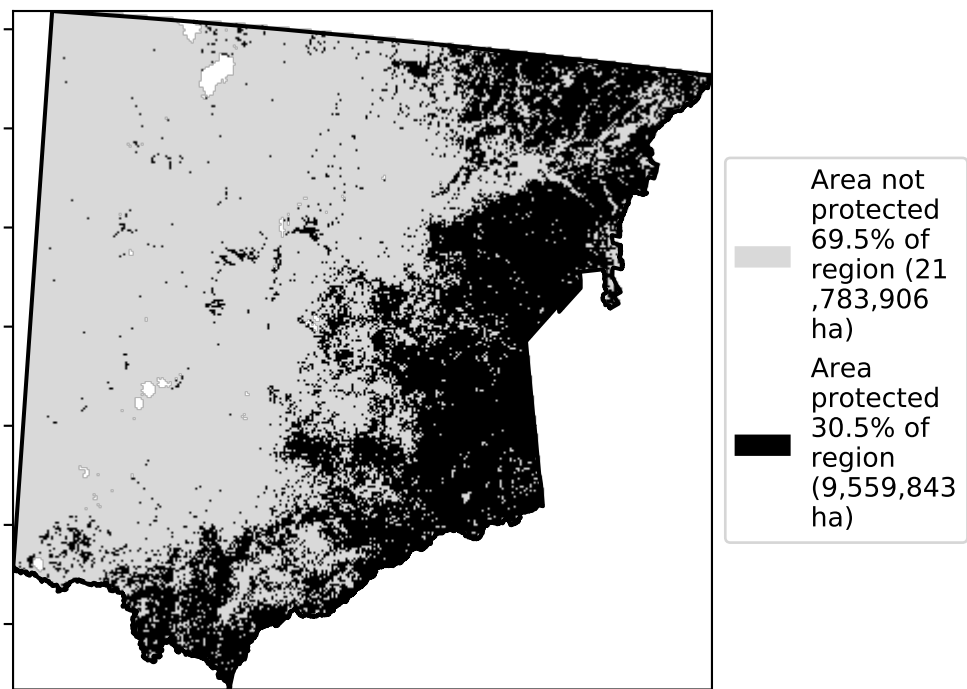 Area not
protected
69.5% of
region (21
,783,906
ha)
Area
protected
30.5% of
region
(9,559,843
ha)